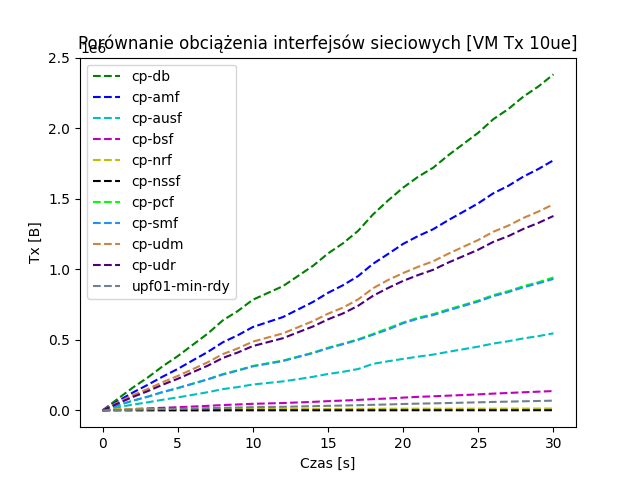 Porównanie obciążenia interfejsów sieciowych [VM Tx 10ue]
1e6
2.5
2.0
1.5
1.0
0.5
0.0
Tx [B]
cp-db
cp-amf
cp-ausf
cp-bsf
cp-nrf
cp-nssf
cp-pcf
cp-smf
cp-udm
cp-udr
upf01-min-rdy
0 5 10 15 20 25 30
Czas [s]